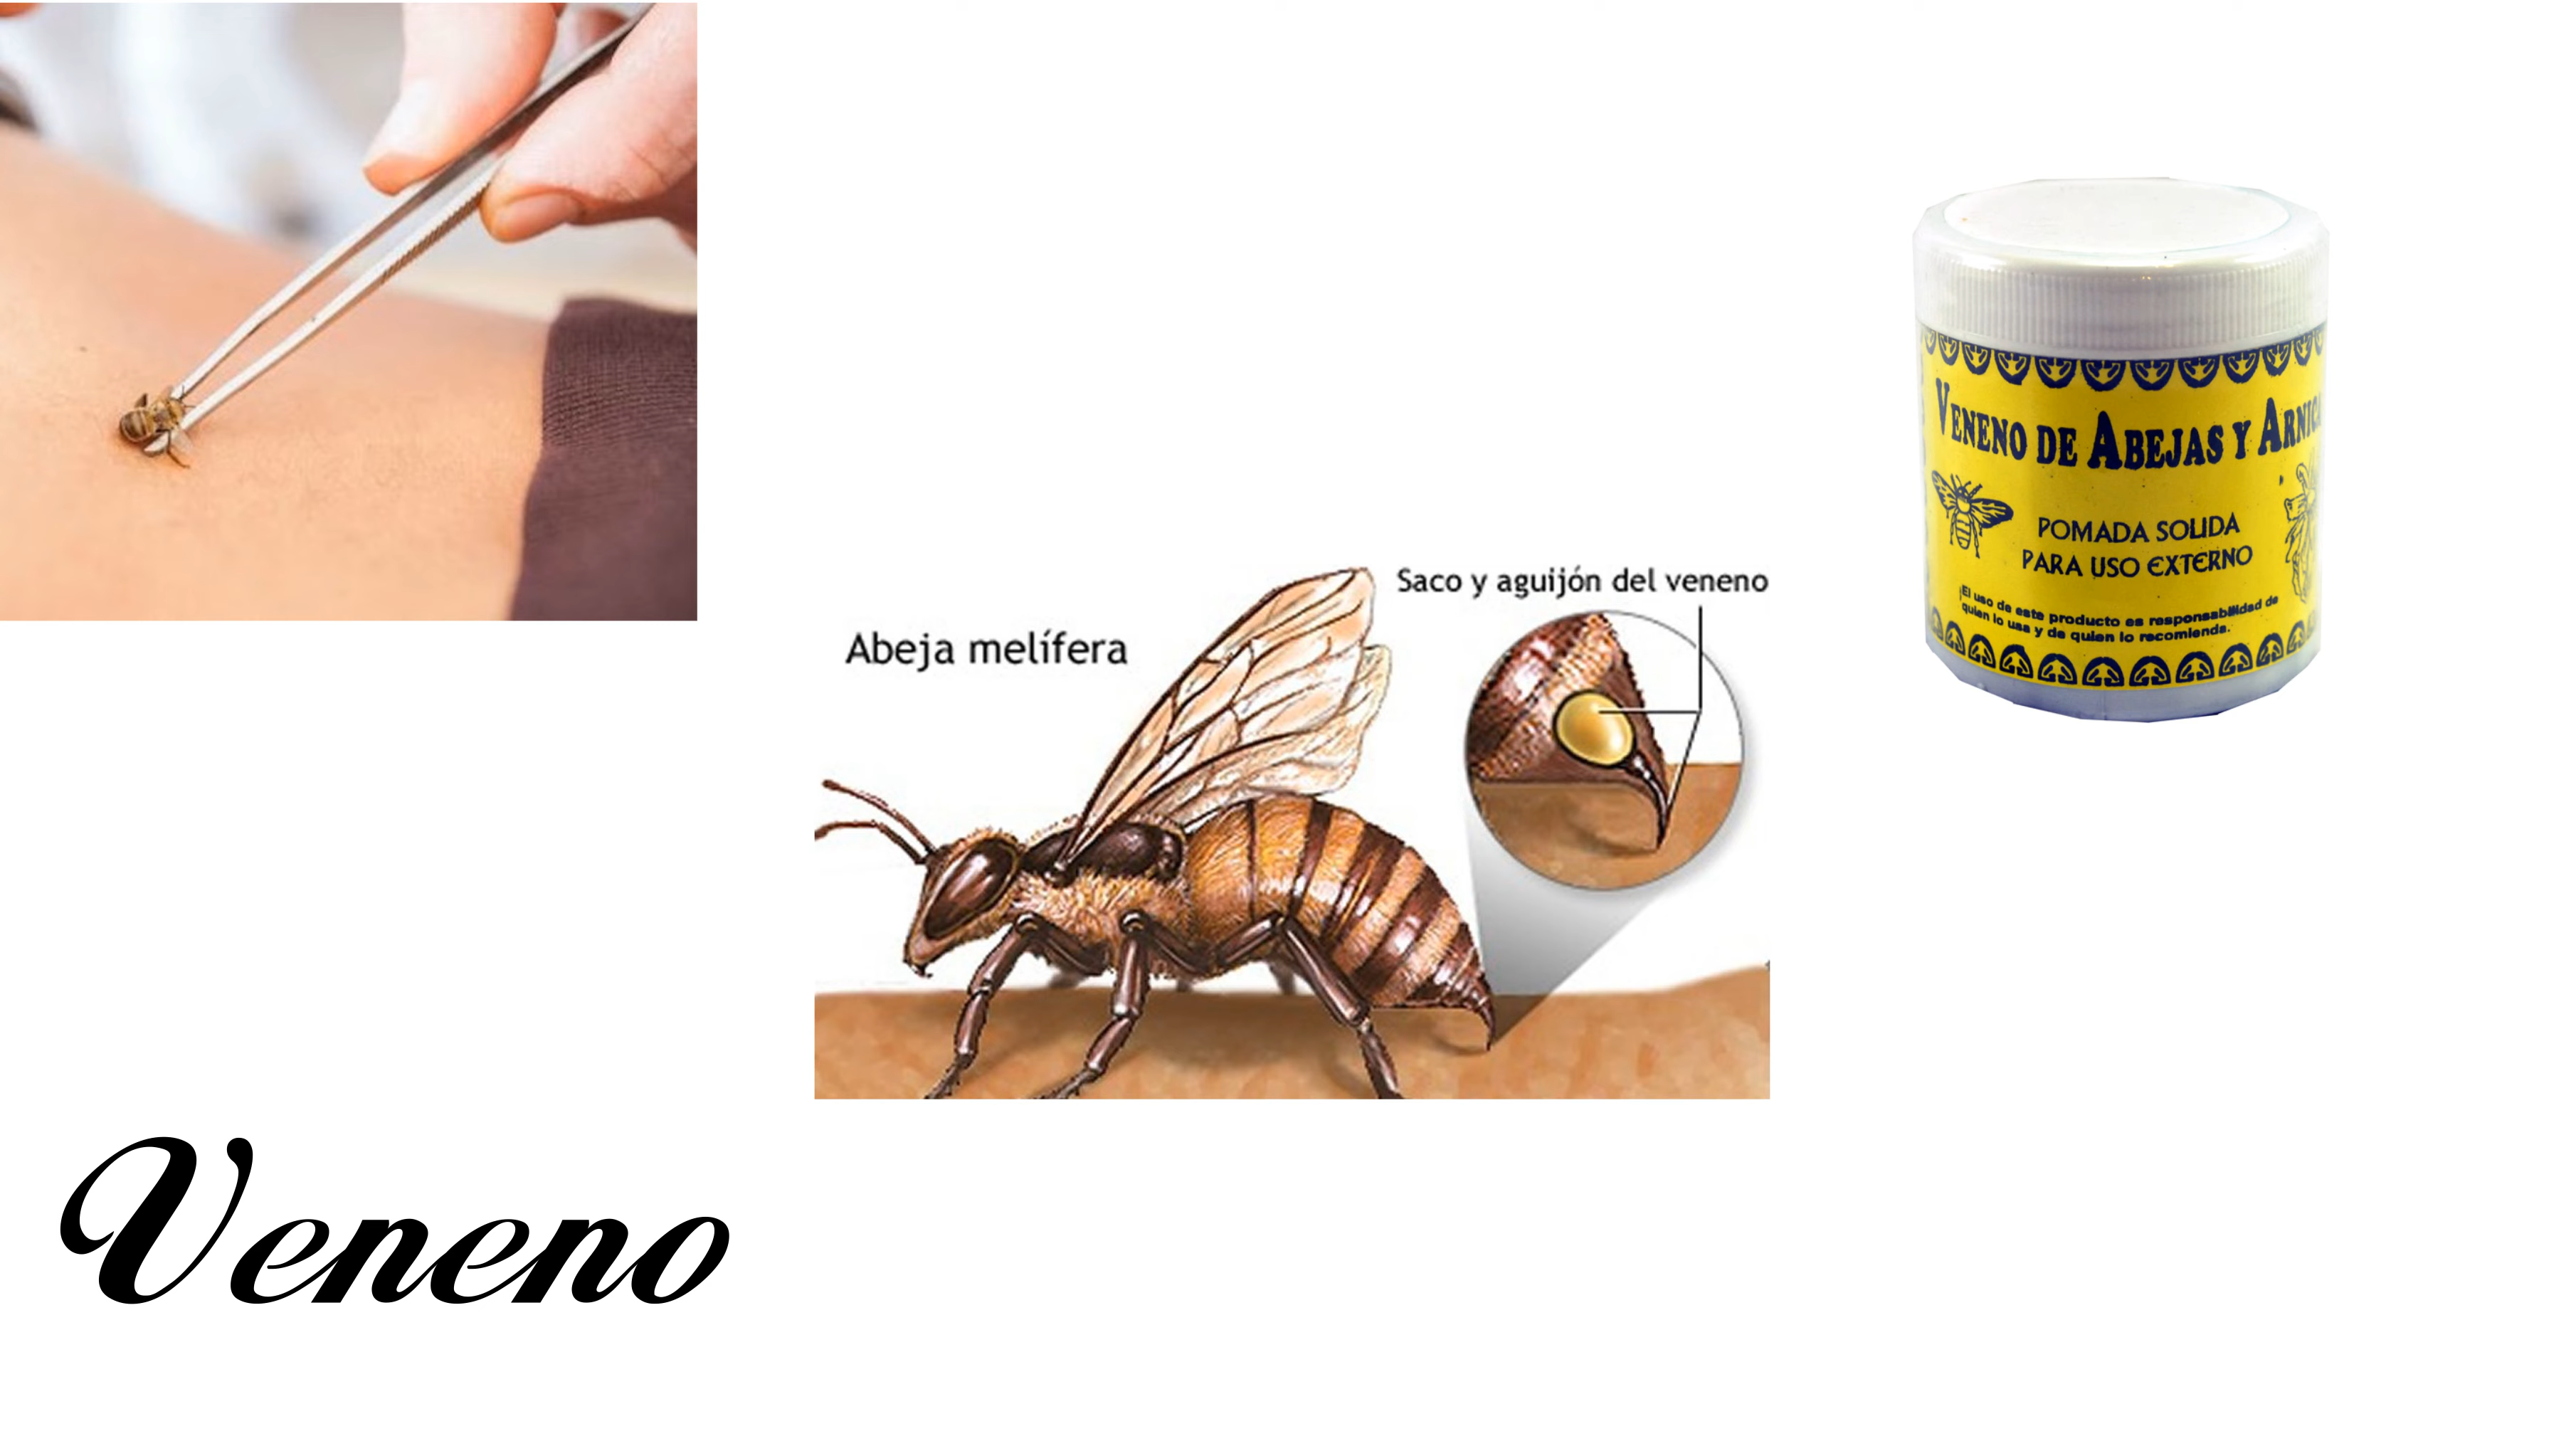 Saco y aguijón del veneno
Abeja melífera
VENENO DE ABEJAS Y ARNICA
POMADA SOLIDA
PARA USO EXTERNO
El uso de este producto es responsabilidad de
quien lo usa y de quien lo recomienda.
Veneno